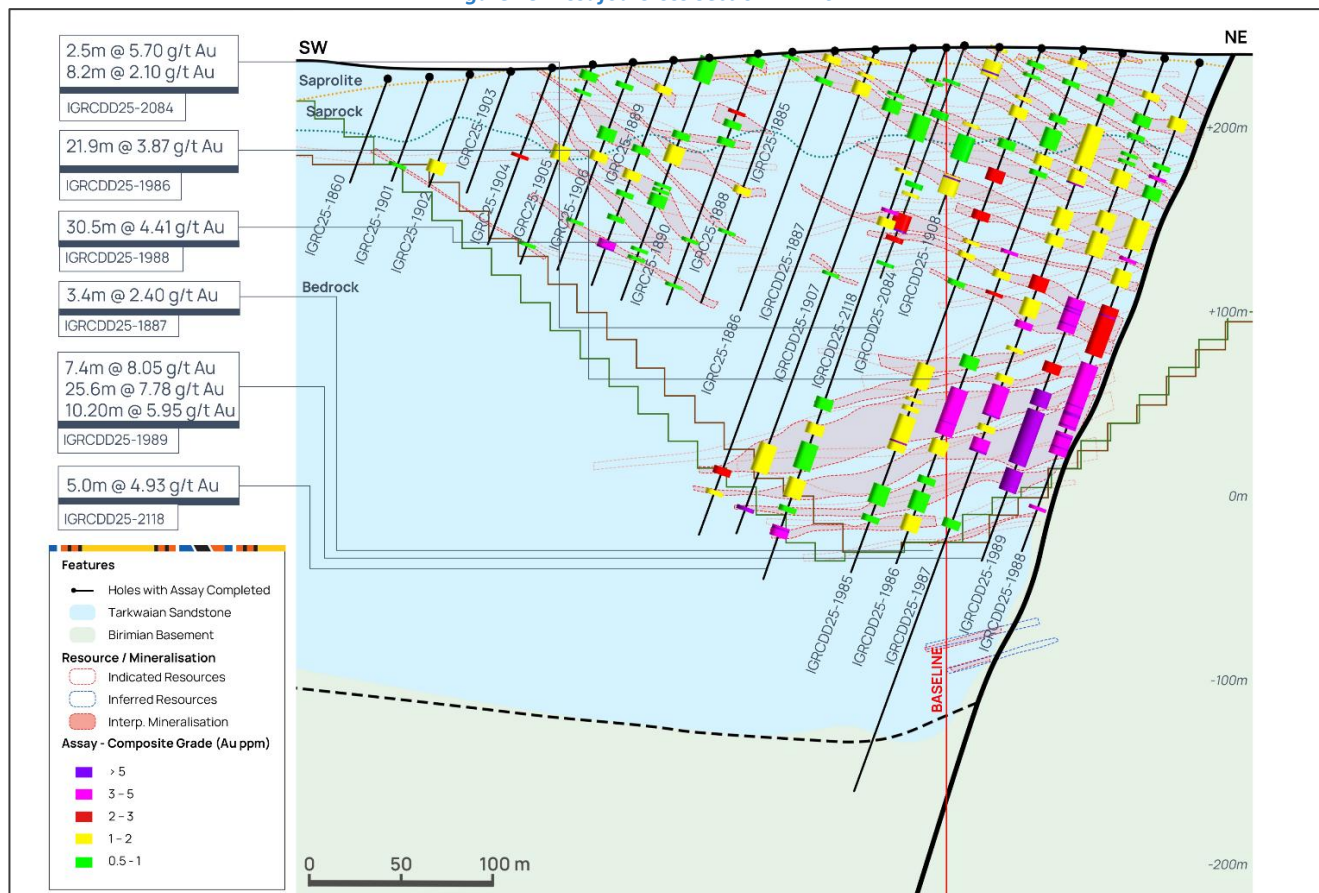 SW
NE
2.5m @ 5.70 g/t Au
8.2m @ 2.10 g/t Au
IGRCDD25-2084
21.9m @ 3.87 g/t Au
IGRCDD25-1986
30.5m @ 4.41 g/t Au
IGRCDD25-1988
3.4m @ 2.40 g/t Au
IGRCDD25-1887
7.4m @ 8.05 g/t Au
25.6m @ 7.78 g/t Au
10.20m @ 5.95 g/t Au
IGRCDD25-1989
5.0m @ 4.93 g/t Au
IGRCDD25-2118
Saprolite
Saprock
Bedrock
IGRC25-1860
IGRC25-1901
IGRC25-1902
IGRC25-1903
IGRC25-1904
IGRC25-1905
IGRC25-1906
IGRC25-1889
IGRC25-1890
IGRC25-1888
IGRC25-1885
IGRC25-1886
IGRCDD25-1887
IGRCDD25-1907
IGRCDD25-2118
IGRCDD25-2084
IGRCDD25-1908
IGRCDD25-1985
IGRCDD25-1986
IGRCDD25-1987
IGRCDD25-1989
IGRCDD25-1988
BASELINE
+200m
+100m
0m
-100m
-200m
Features
Holes with Assay Completed
Tarkwaian Sandstone
Birimian Basement
Resource / Mineralisation
Indicated Resources
Inferred Resources
Interp. Mineralisation
Assay - Composite Grade (Au ppm)
> 5
3 - 5
2 - 3
1 - 2
0.5 - 1
0 50 100 m